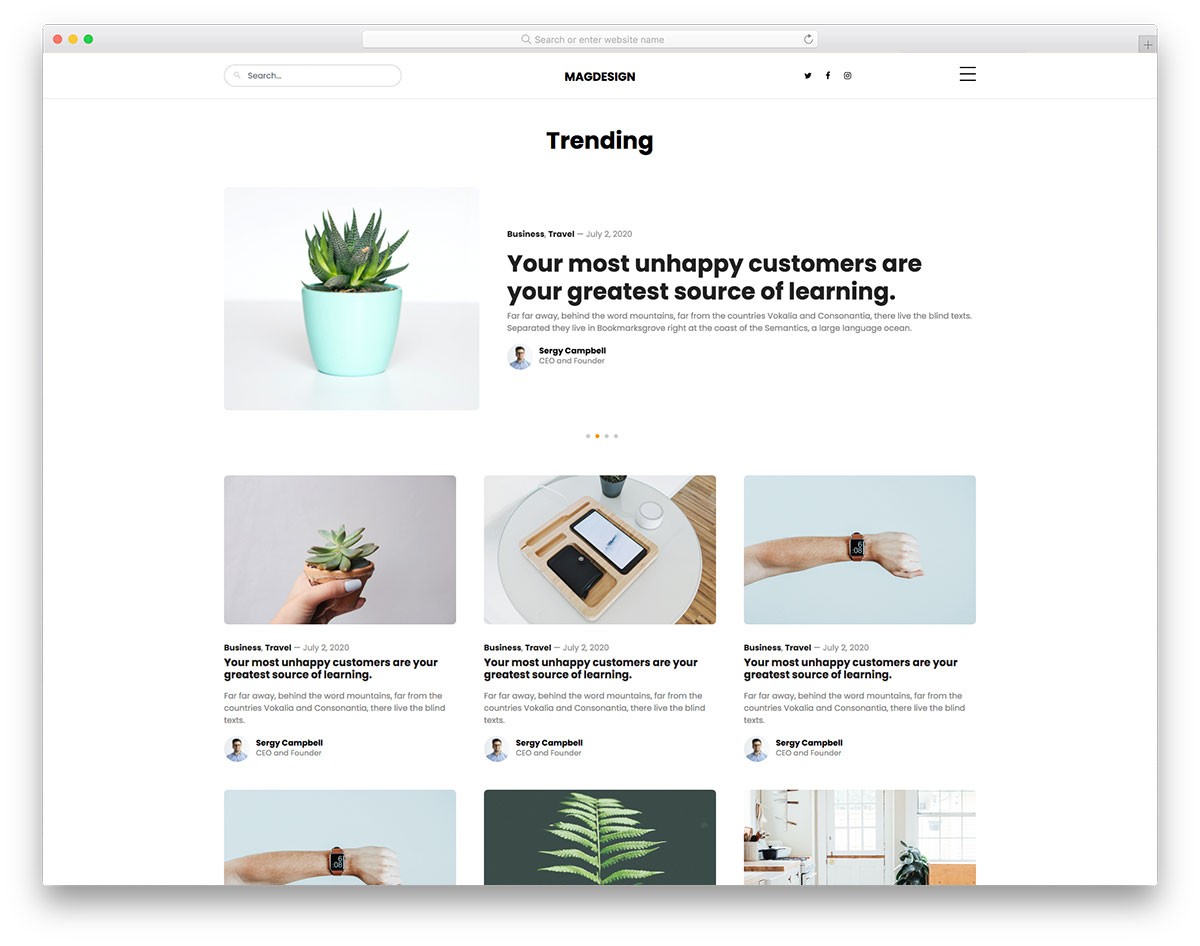 Search or enter website name
Search...
MAGDESIGN
Trending
Business, Travel — July 2, 2020
Your most unhappy customers are
your greatest source of learning.
Far far away, behind the word mountains, far from the countries Vokalia and Consonantia, there live the blind texts.
Separated they live in Bookmarksgrove right at the coast of the Semantics, a large language ocean.
Sergy Campbell
CEO and Founder
Business, Travel — July 2, 2020
Your most unhappy customers are your
greatest source of learning.
Far far away, behind the word mountains, far from the
countries Vokalia and Consonantia, there live the blind
texts.
Sergy Campbell
CEO and Founder
Business, Travel — July 2, 2020
Your most unhappy customers are your
greatest source of learning.
Far far away, behind the word mountains, far from the
countries Vokalia and Consonantia, there live the blind
texts.
Sergy Campbell
CEO and Founder
Business, Travel — July 2, 2020
Your most unhappy customers are your
greatest source of learning.
Far far away, behind the word mountains, far from the
countries Vokalia and Consonantia, there live the blind
texts.
Sergy Campbell
CEO and Founder
6
:08
6
:08